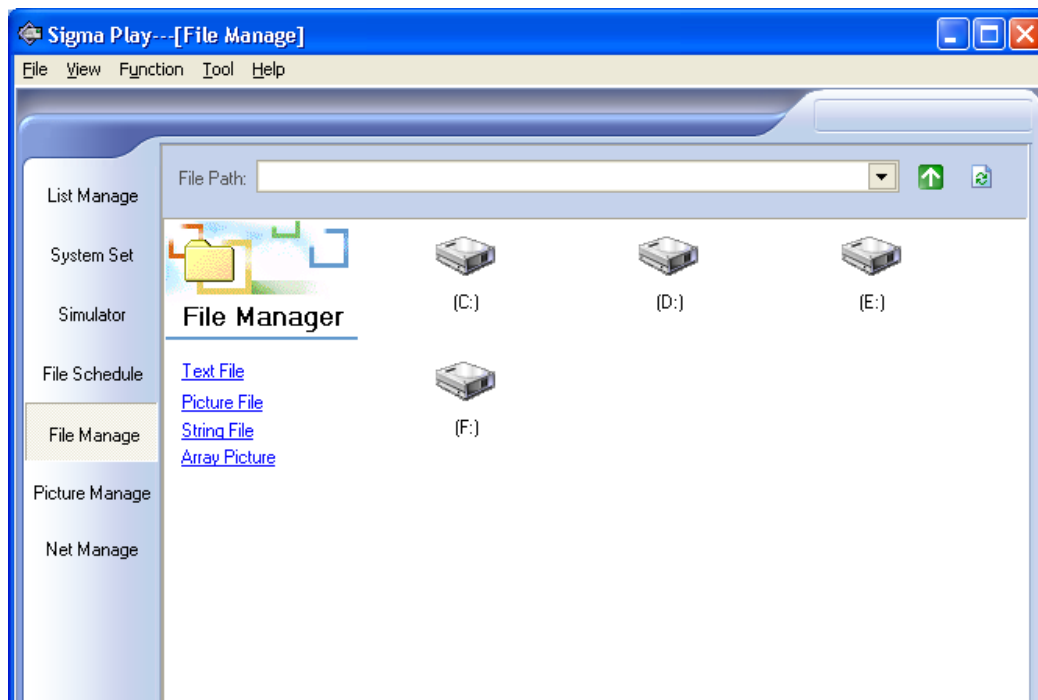 Sigma Play---[File Manage]
File View Function Tool Help
File Path:
List Manage
System Set
Simulator
File Schedule
File Manage
Picture Manage
Net Manage
File Manager
Text File
Picture File
String File
Array Picture
(C:) (D:) (E:)
(F:)